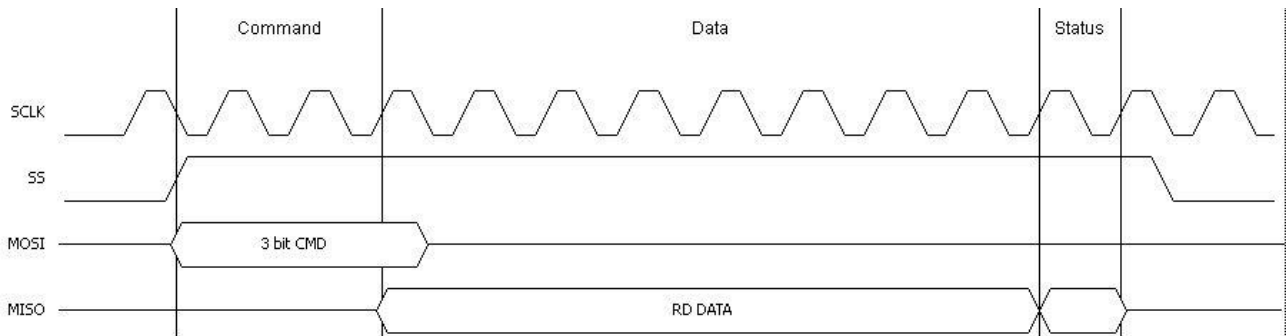 Command Data Status
SCLK
SS
MOSI 3 bit CMD
MISO RD DATA